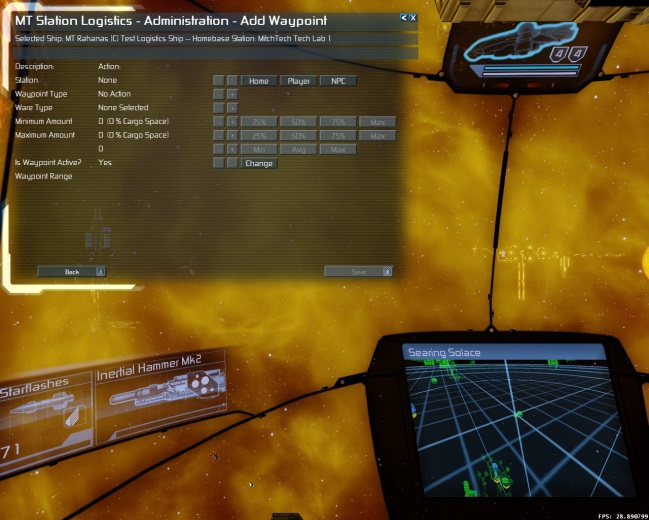 MT Station Logistics - Administration - Add Waypoint
Selected Ship: MT Rahanas (C) Test Logistics Ship -- Homebase Station: MitchTech Tech Lab 1
Description: Action:
Station None - + Home Player NPC
Waypoint Type No Action - +
Ware Type None Selected - +
Minimum Amount 0 (0 % Cargo Space) - + 25% 50% 75% Max
Maximum Amount 0 (0 % Cargo Space) - + 25% 50% 75% Max
0 - + Min Avg Max
Is Waypoint Active? Yes Change
Waypoint Range
Back Save
4 4
Searing Solace
Starflashes
Inertial Hammer Mk2
71
FPS: 28.890799